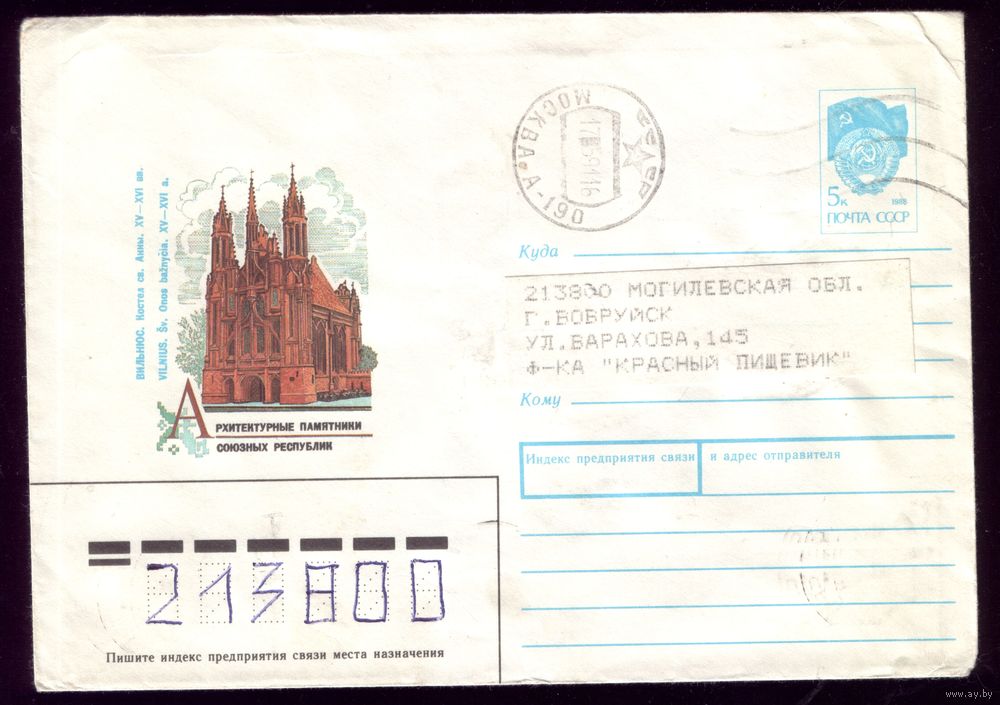 ВИЛЬНЮС. Костел св. Анны. XV—XVI вв.
VILNIUS. Šv. Onos bažnyčia. XV—XVI a.
АРХИТЕКТУРНЫЕ ПАМЯТНИКИ
СОЮЗНЫХ РЕСПУБЛИК
МОСКВА·А-190
5к 1988
ПОЧТА СССР
Куда
213800 МОГИЛЕВСКАЯ ОБЛ.
Г.БОБРУЙСК
УЛ.БАРАХОВА,145
Ф-КА "КРАСНЫЙ ПИЩЕВИК"
Кому
Индекс предприятия связи и адрес отправителя
213800
Пишите индекс предприятия связи места назначения
www.ay.by